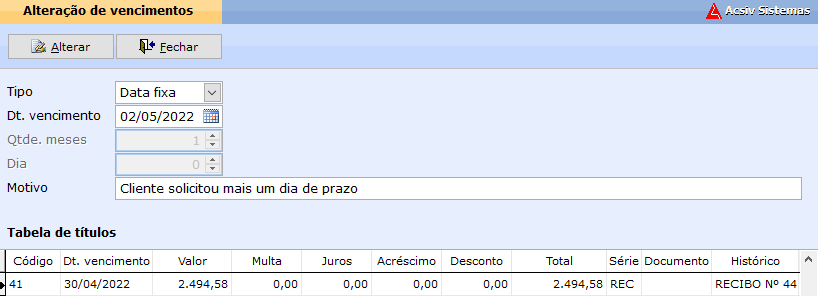 Alteração de vencimentos
Acsiv Sistemas
Alterar Fechar
Tipo Data fixa
Dt. vencimento 02/05/2022
Qtde. meses 1
Dia 0
Motivo Cliente solicitou mais um dia de prazo
Tabela de títulos
Código Dt. vencimento Valor Multa Juros Acréscimo Desconto Total Série Documento Histórico
41 30/04/2022 2.494,58 0,00 0,00 0,00 0,00 2.494,58 REC RECIBO Nº 44